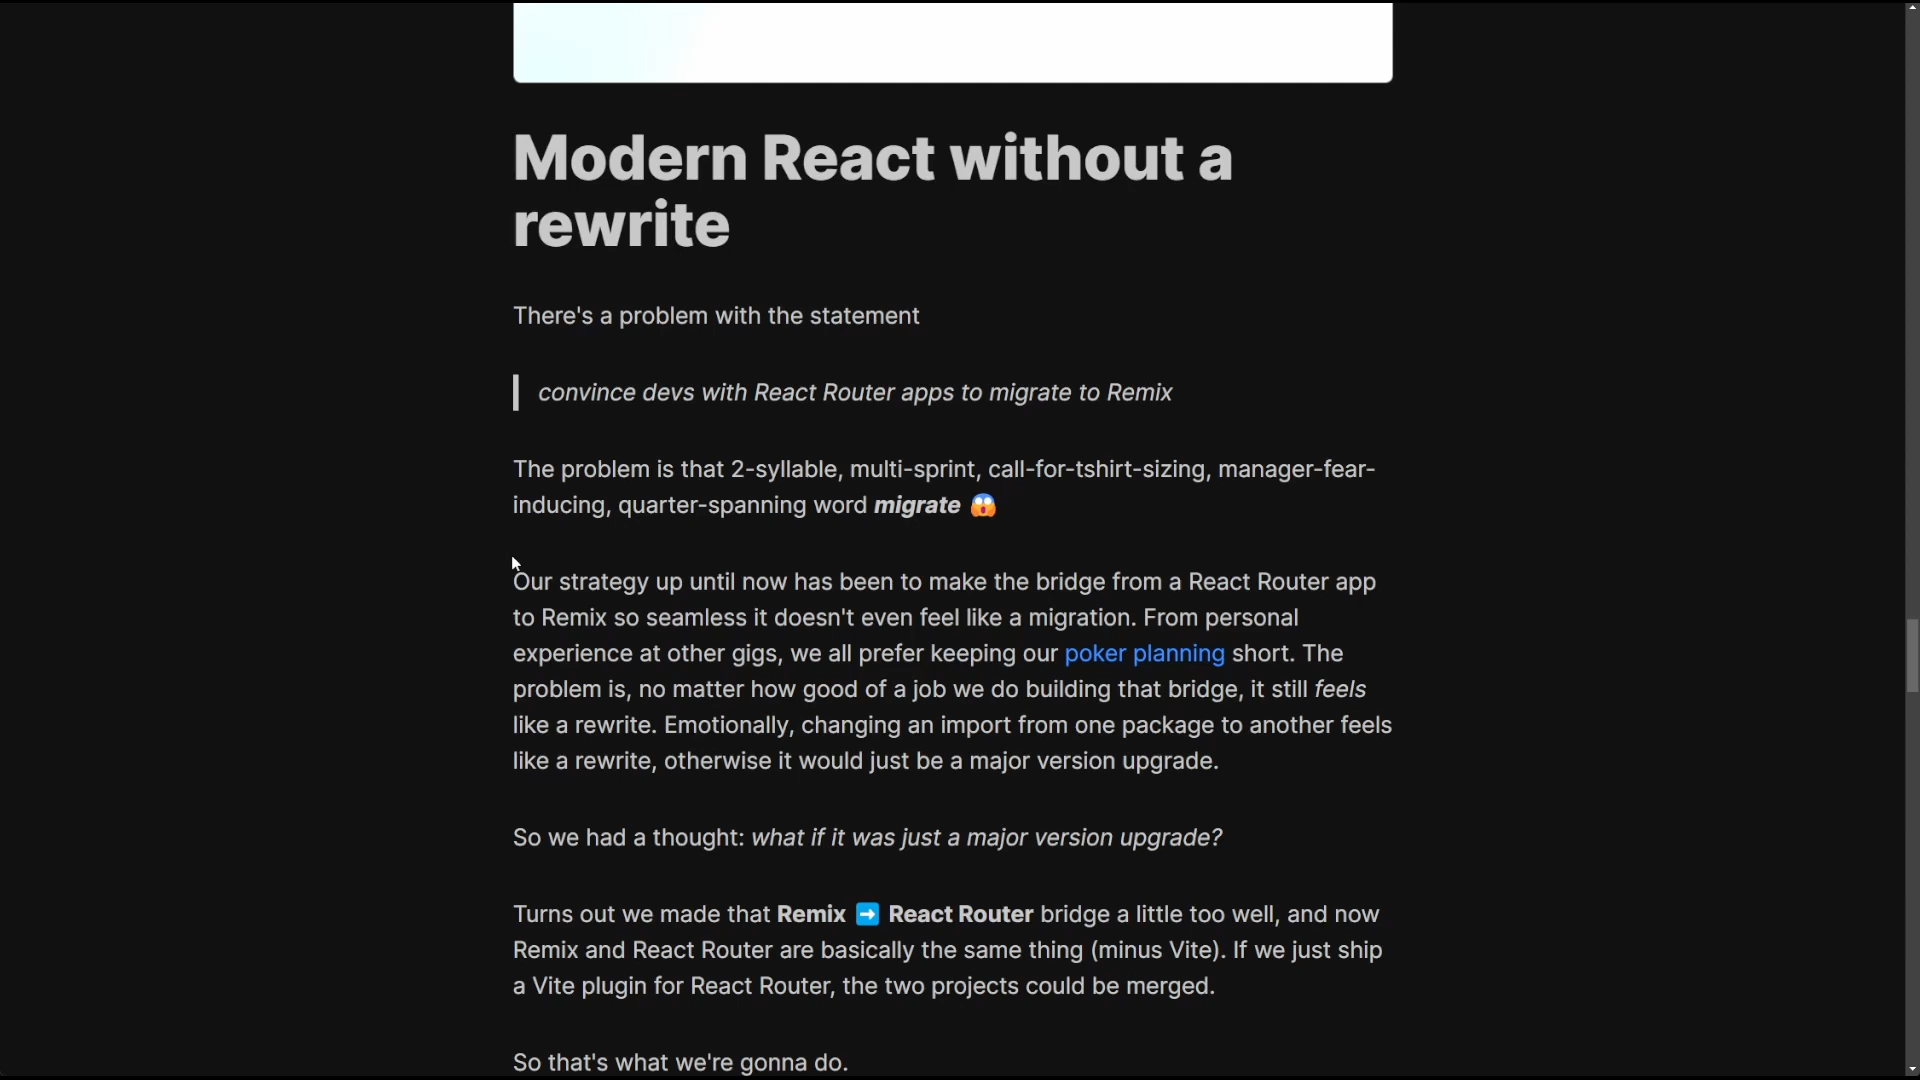 Modern React without a
rewrite
There's a problem with the statement
convince devs with React Router apps to migrate to Remix
The problem is that 2-syllable, multi-sprint, call-for-tshirt-sizing, manager-fear-
inducing, quarter-spanning word migrate 😱
Our strategy up until now has been to make the bridge from a React Router app
to Remix so seamless it doesn't even feel like a migration. From personal
experience at other gigs, we all prefer keeping our poker planning short. The
problem is, no matter how good of a job we do building that bridge, it still feels
like a rewrite. Emotionally, changing an import from one package to another feels
like a rewrite, otherwise it would just be a major version upgrade.
So we had a thought: what if it was just a major version upgrade?
Turns out we made that Remix ➡️ React Router bridge a little too well, and now
Remix and React Router are basically the same thing (minus Vite). If we just ship
a Vite plugin for React Router, the two projects could be merged.
So that's what we're gonna do.